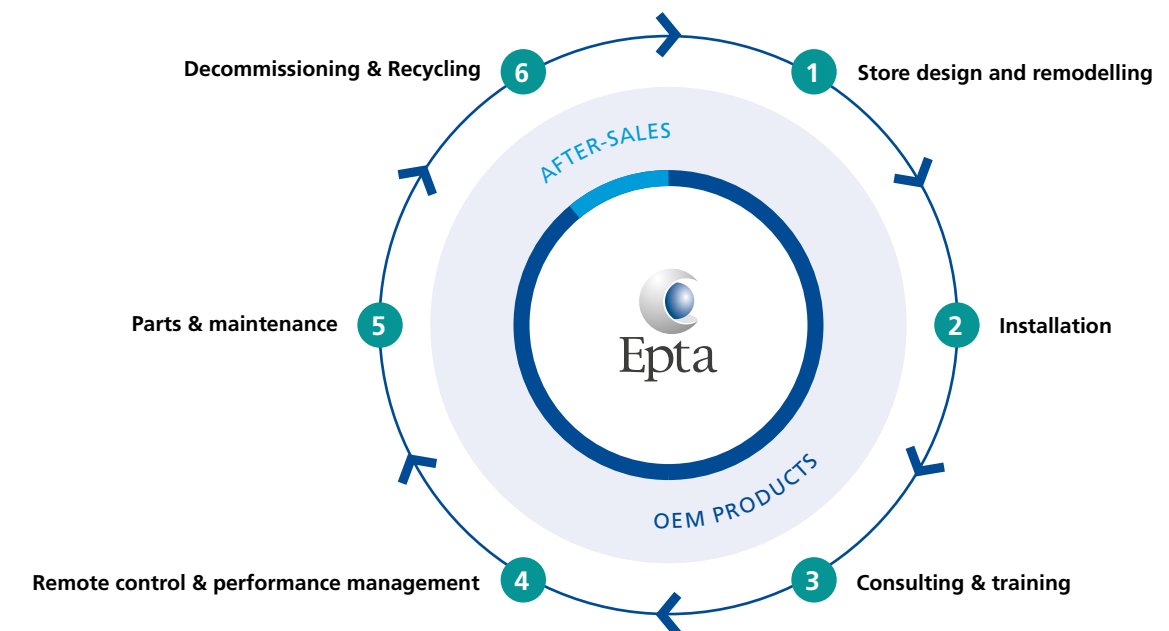 Decommissioning & Recycling
6
1
Store design and remodelling
AFTER-SALES
Parts & maintenance
5
Epta
2
Installation
OEM PRODUCTS
Remote control & performance management
4
3
Consulting & training